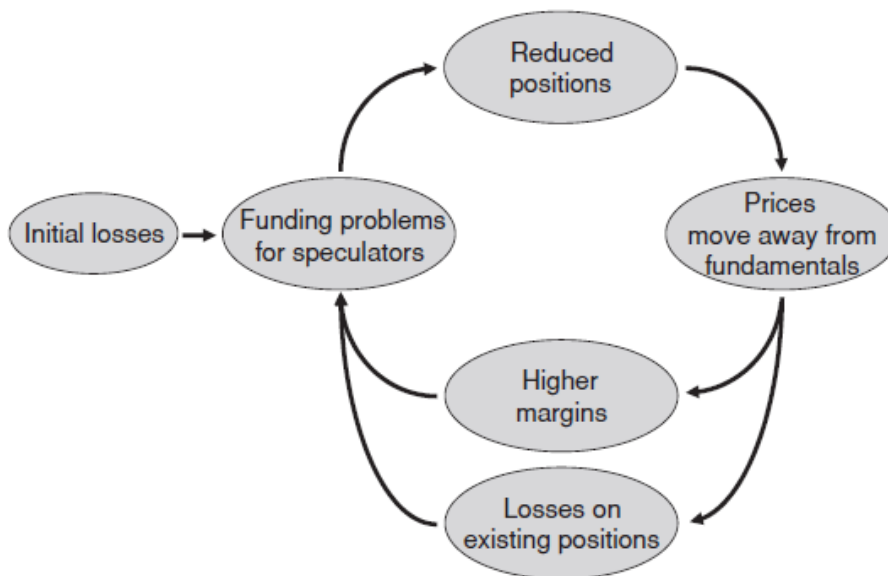 Reduced
positions
Initial losses
Funding problems
for speculators
Prices
move away from
fundamentals
Higher
margins
Losses on
existing positions